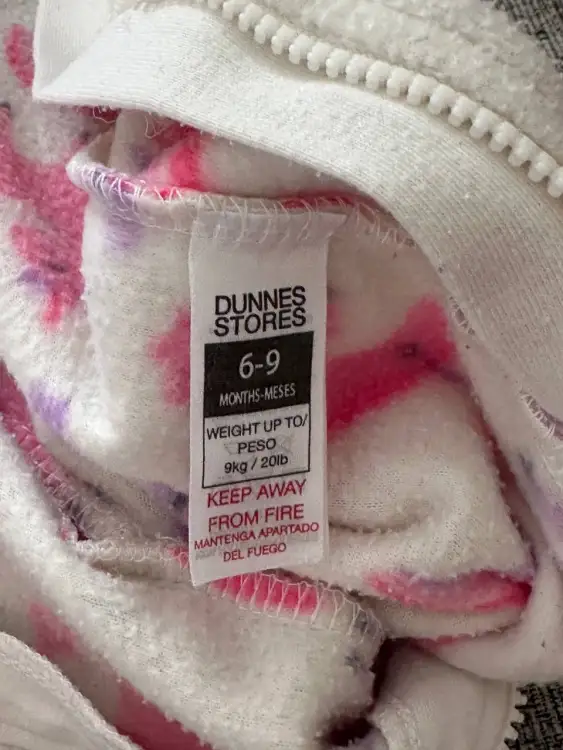 DUNNES
STORES
6-9
MONTHS-MESES
WEIGHT UP TO/
PESO
9kg / 20lb
KEEP AWAY
FROM FIRE
MANTENGA APARTADO
DEL FUEGO